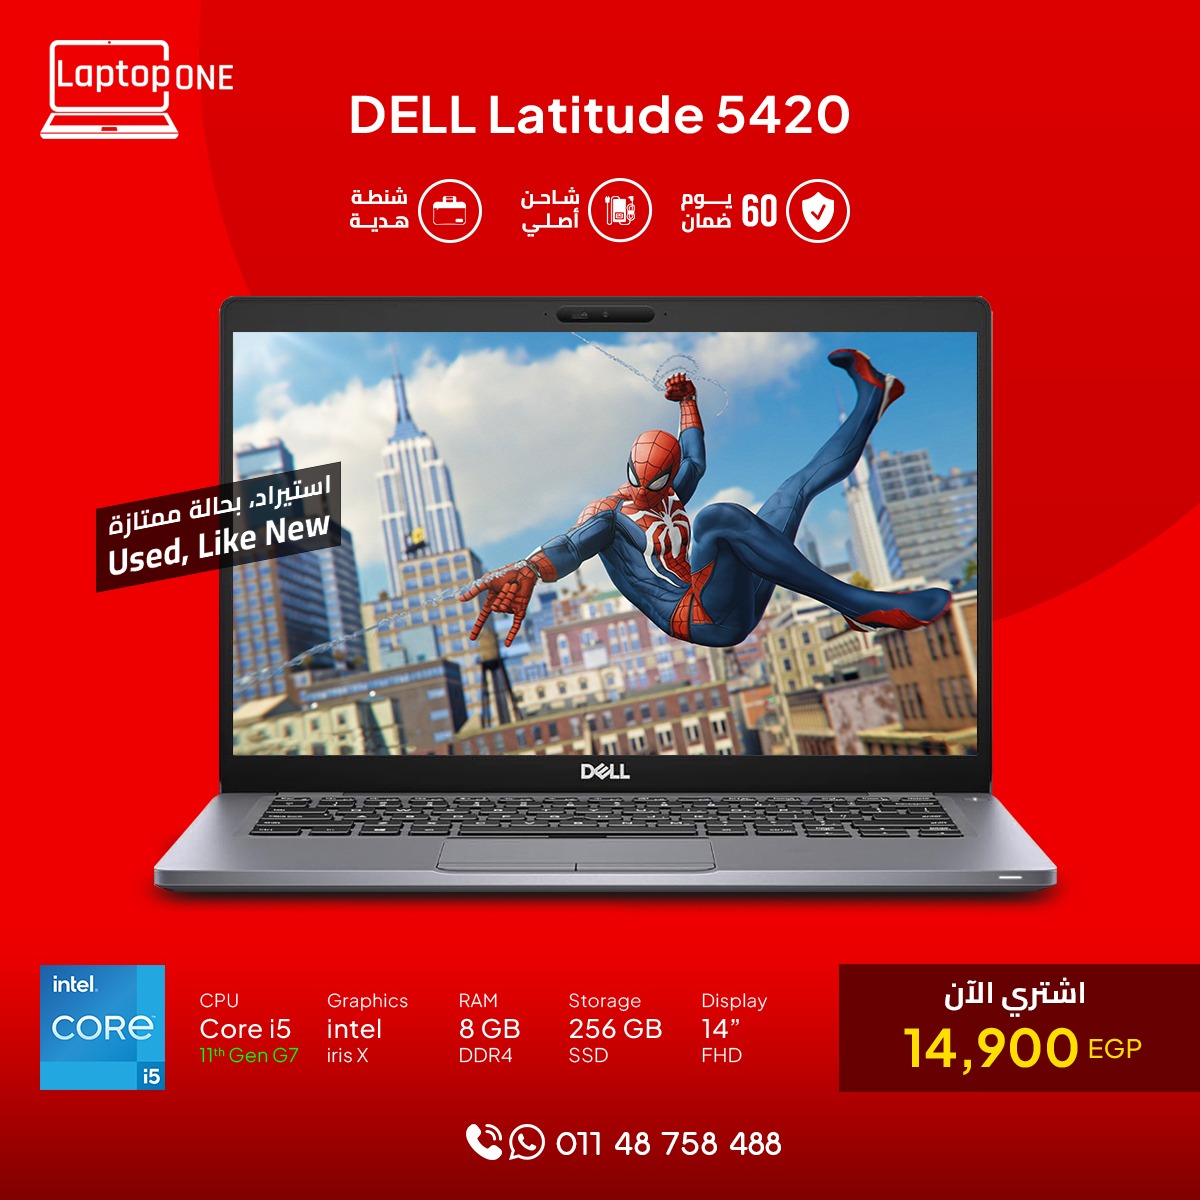 Laptop ONE
DELL Latitude 5420
60 يوم ضمان
شاحن أصلي
شنطة هدية
استيراد، بحالة ممتازة
Used, Like New
DELL
intel.
CORE
i5
CPU
Core i5
11th Gen G7
Graphics
intel
iris X
RAM
8 GB
DDR4
Storage
256 GB
SSD
Display
14”
FHD
اشتري الآن
14,900 EGP
011 48 758 488